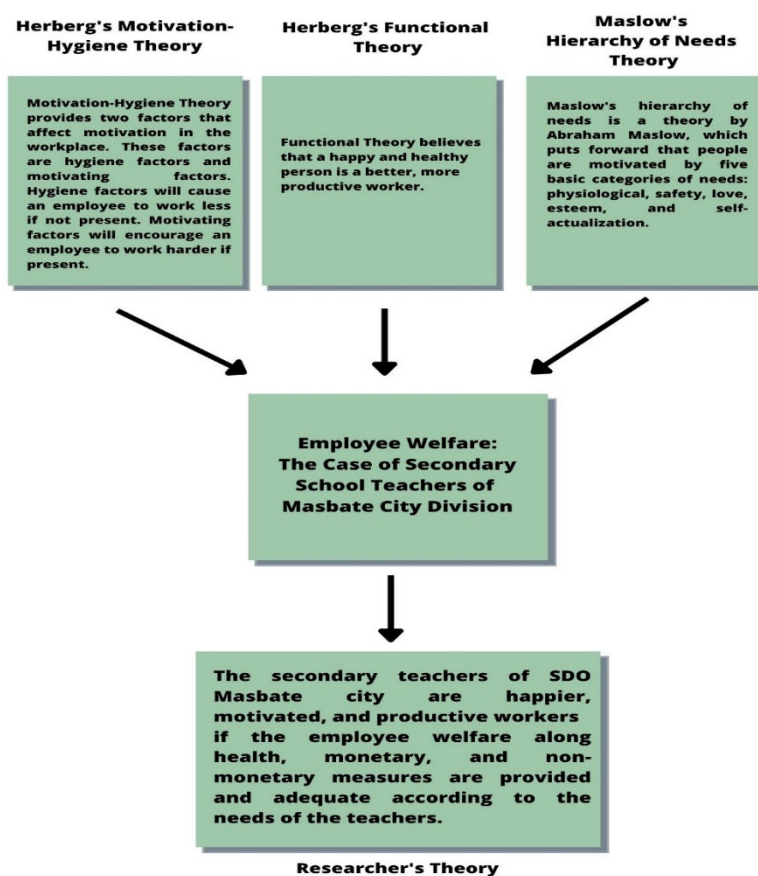 Herberg's Motivation-
Hygiene Theory
Motivation-Hygiene Theory
provides two factors that
affect motivation in the
workplace. These factors
are hygiene factors and
motivating factors.
Hygiene factors will cause
an employee to work less
if not present. Motivating
factors will encourage an
employee to work harder if
present.
Herberg's Functional
Theory
Functional Theory believes
that a happy and healthy
person is a better, more
productive worker.
Maslow's
Hierarchy of Needs
Theory
Maslow's hierarchy of
needs is a theory by
Abraham Maslow, which
puts forward that people
are motivated by five
basic categories of needs:
physiological, safety, love,
esteem, and self-
actualization.
Employee Welfare:
The Case of Secondary
School Teachers of
Masbate City Division
The secondary teachers of SDO
Masbate city are happier,
motivated, and productive workers
if the employee welfare along
health, monetary, and non-
monetary measures are provided
and adequate according to the
needs of the teachers.
Researcher's Theory